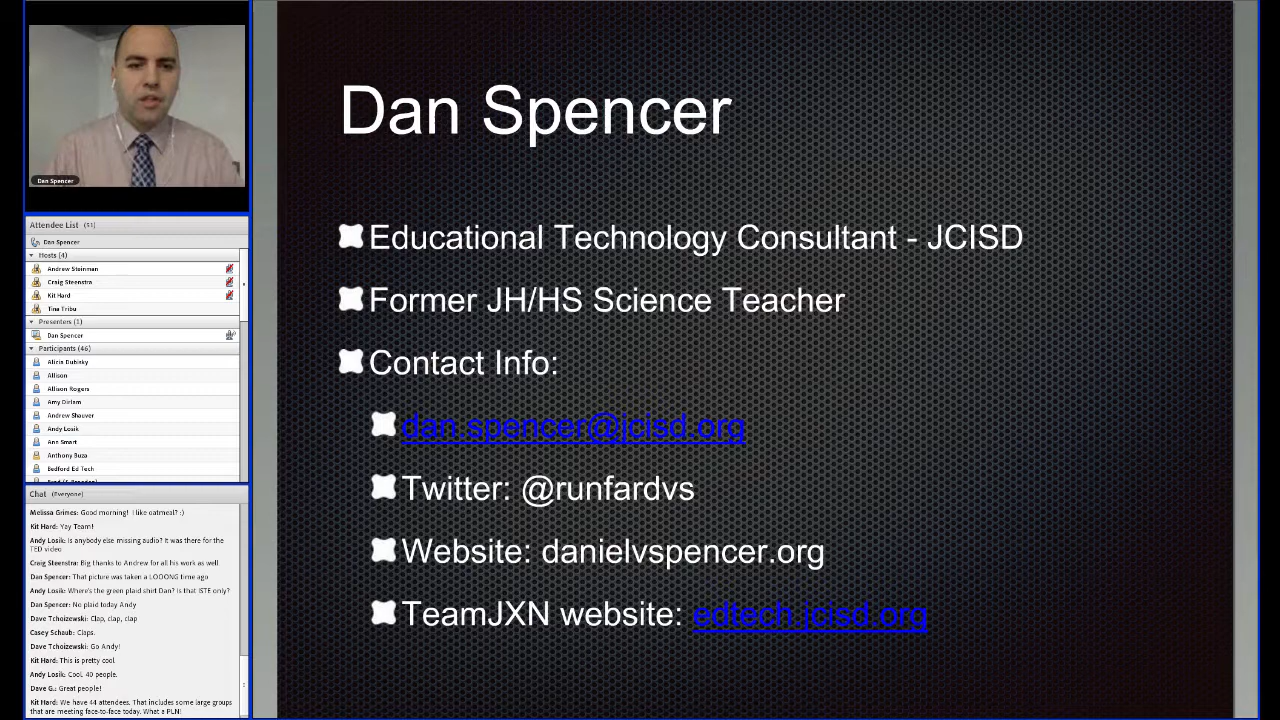 Dan Spencer
Attendee List (51)
Dan Spencer
Hosts (4)
Andrew Steinman
Craig Steenstra
Kit Hard
Tina Tribu
Presenters (1)
Dan Spencer
Participants (46)
Alicia Dubisky
Allison
Allison Rogers
Amy Dirlam
Andrew Shauver
Andy Losik
Ann Smart
Anthony Buza
Bedford Ed Tech
Chat (Everyone)
Melissa Grimes: Good morning! I like oatmeal? :)
Kit Hard: Yay Team!
Andy Losik: Is anybody else missing audio? It was there for the
TED video
Craig Steenstra: Big thanks to Andrew for all his work as well.
Dan Spencer: That picture was taken a LOOONG time ago
Andy Losik: Where's the green plaid shirt Dan? Is that ISTE only?
Dan Spencer: No plaid today Andy
Dave Tchoizewski: Clap, clap, clap
Casey Schaub: Claps.
Dave Tchoizewski: Go Andy!
Kit Hard: This is pretty cool.
Andy Losik: Cool. 40 people.
Dave G.: Great people!
Kit Hard: We have 44 attendees. That includes some large groups
that are meeting face-to-face today. What a PLN!
Dan Spencer
Educational Technology Consultant - JCISD
Former JH/HS Science Teacher
Contact Info:
dan.spencer@jcisd.org
Twitter: @runfardvs
Website: danielvspencer.org
TeamJXN website: edtech.jcisd.org